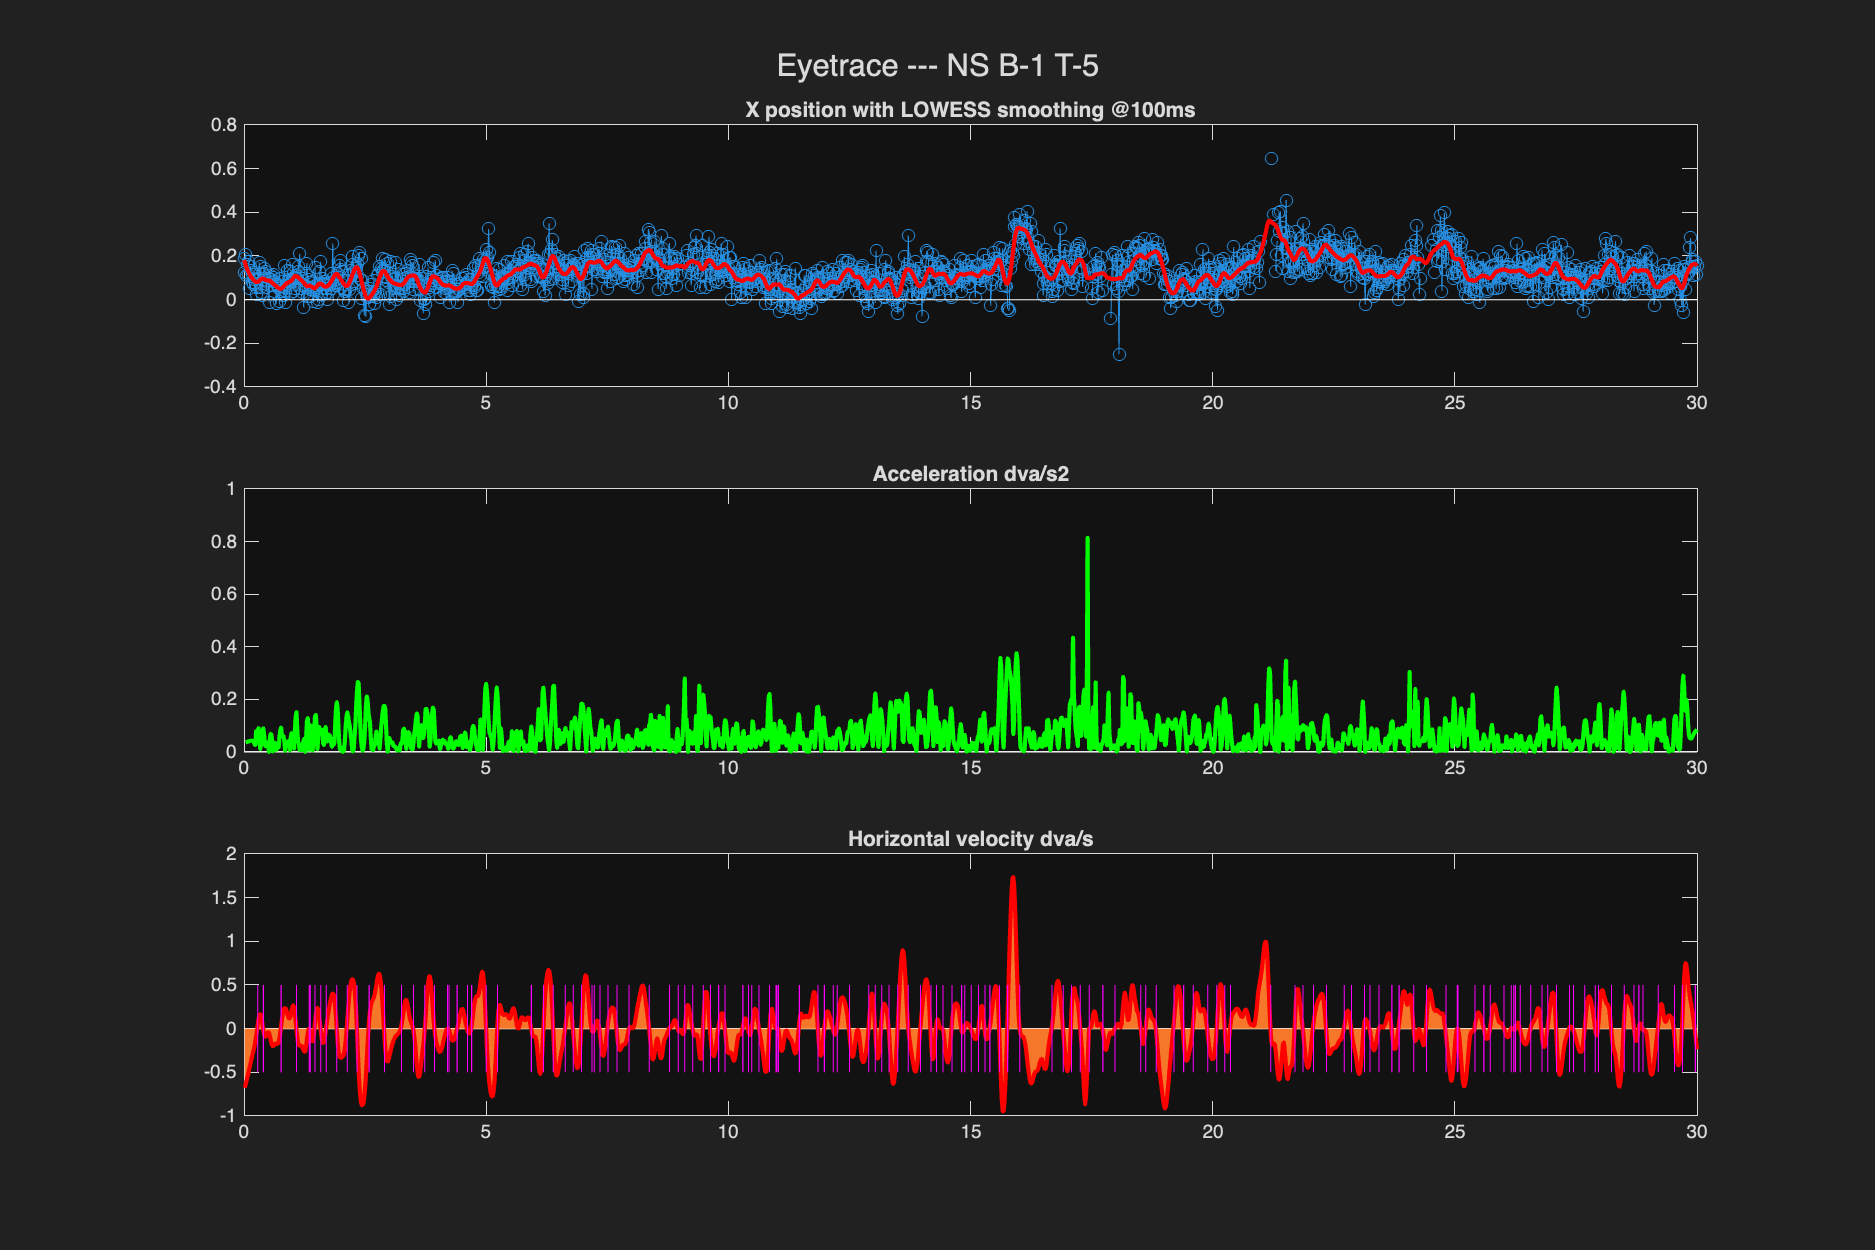 Eyetrace --- NS B-1 T-5
X position with LOWESS smoothing @100ms
0.8
0.6
0.4
0.2
0
-0.2
-0.4
0 5 10 15 20 25 30
Acceleration dva/s2
1
0.8
0.6
0.4
0.2
0
0 5 10 15 20 25 30
Horizontal velocity dva/s
2
1.5
1
0.5
0
-0.5
-1
0 5 10 15 20 25 30